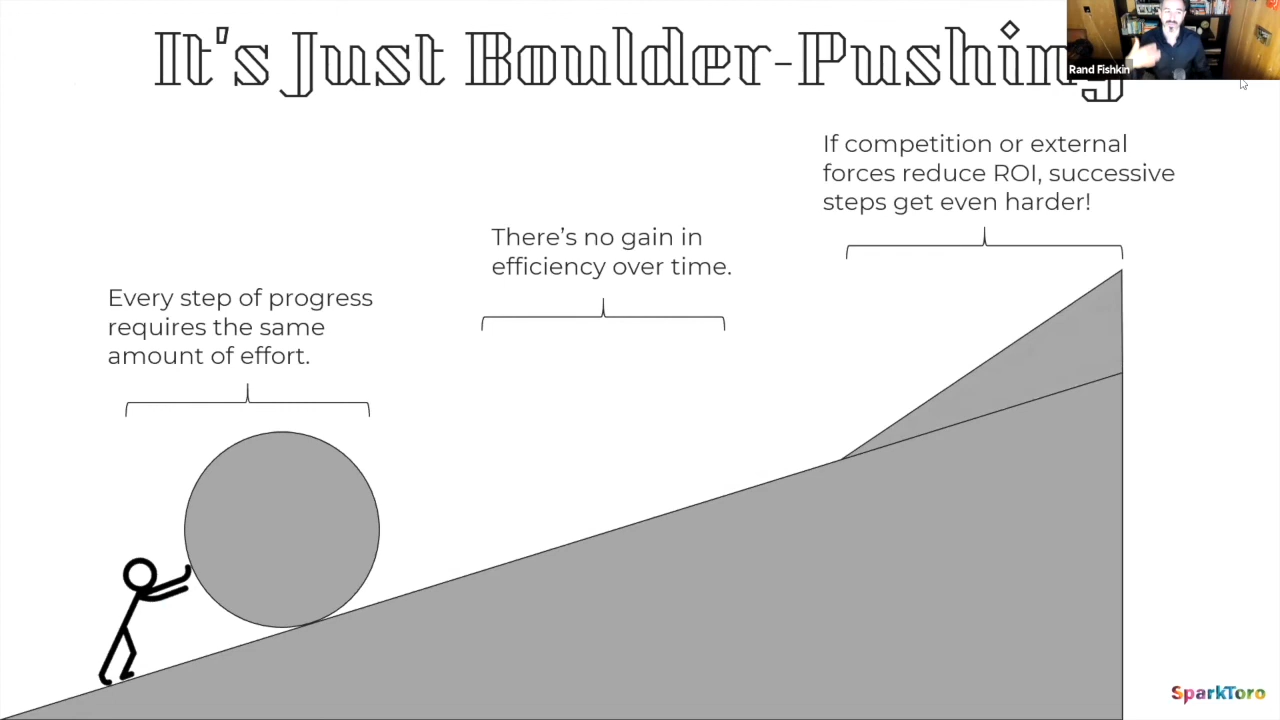 It's Just Boulder-Pushing
Rand Fishkin
If competition or external
forces reduce ROI, successive
steps get even harder!
There’s no gain in
efficiency over time.
Every step of progress
requires the same
amount of effort.
SparkToro